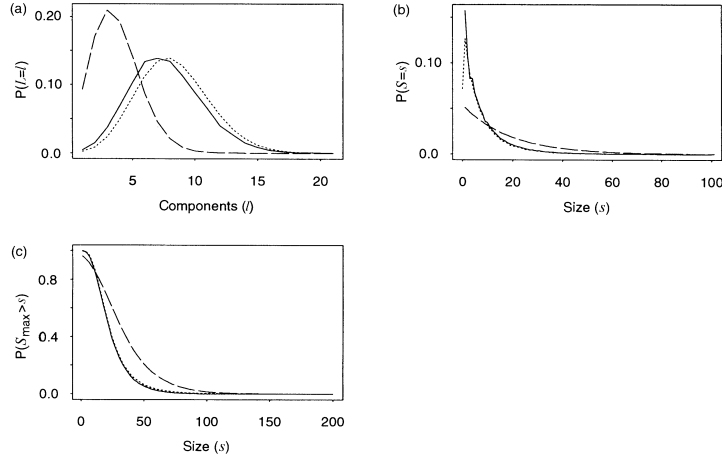 (a)
P(L=l)
0.20
0.10
0.0
0 5 10 15 20
Components (l)
(b)
P(S=s)
0.10
0.0
0 20 40 60 80 100
Size (s)
(c)
P(Smax>s)
0.8
0.4
0.0
0 50 100 150 200
Size (s)